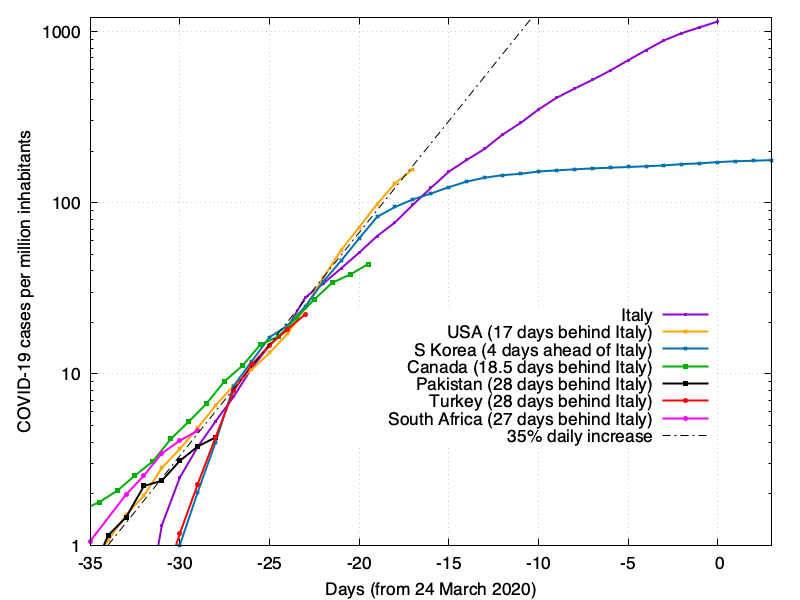 1000
100
10
1
COVID-19 cases per million inhabitants
Italy
USA (17 days behind Italy)
S Korea (4 days ahead of Italy)
Canada (18.5 days behind Italy)
Pakistan (28 days behind Italy)
Turkey (28 days behind Italy)
South Africa (27 days behind Italy)
35% daily increase
-35 -30 -25 -20 -15 -10 -5 0
Days (from 24 March 2020)